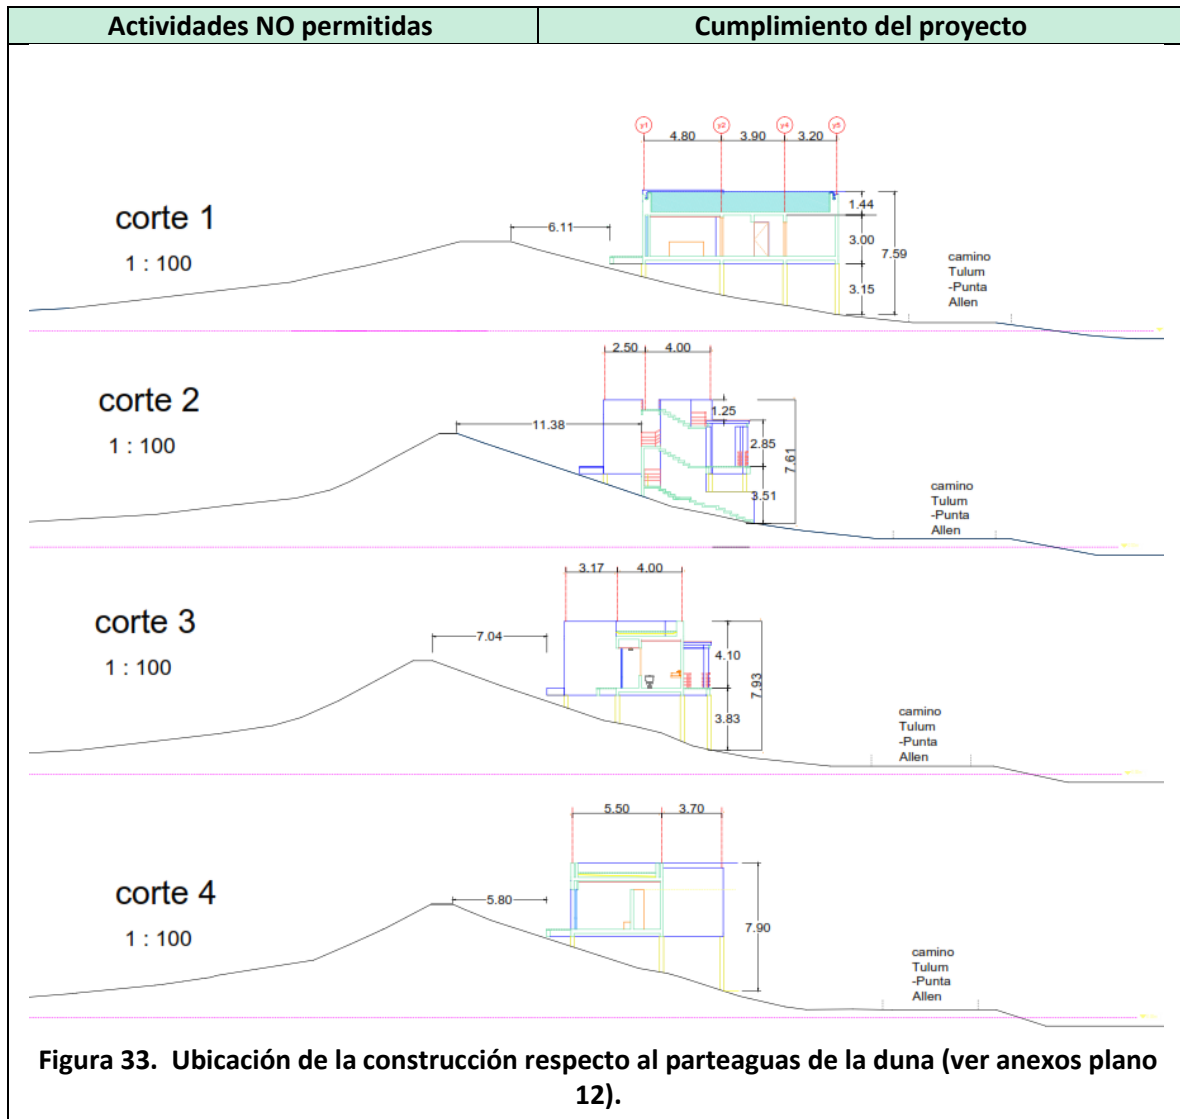 Actividades NO permitidas
Cumplimiento del proyecto
y1 y2 y4 y5
4.80 3.90 3.20
corte 1
1 : 100
6.11
1.44
3.00
7.59
3.15
camino
Tulum
-Punta
Allen
2.50 4.00
corte 2
1 : 100
11.38
1.25
2.85
7.61
3.51
camino
Tulum
-Punta
Allen
3.17 4.00
corte 3
1 : 100
7.04
4.10
7.93
3.83
camino
Tulum
-Punta
Allen
5.50 3.70
corte 4
1 : 100
5.80
7.90
camino
Tulum
-Punta
Allen
Figura 33. Ubicación de la construcción respecto al parteaguas de la duna (ver anexos plano
12).